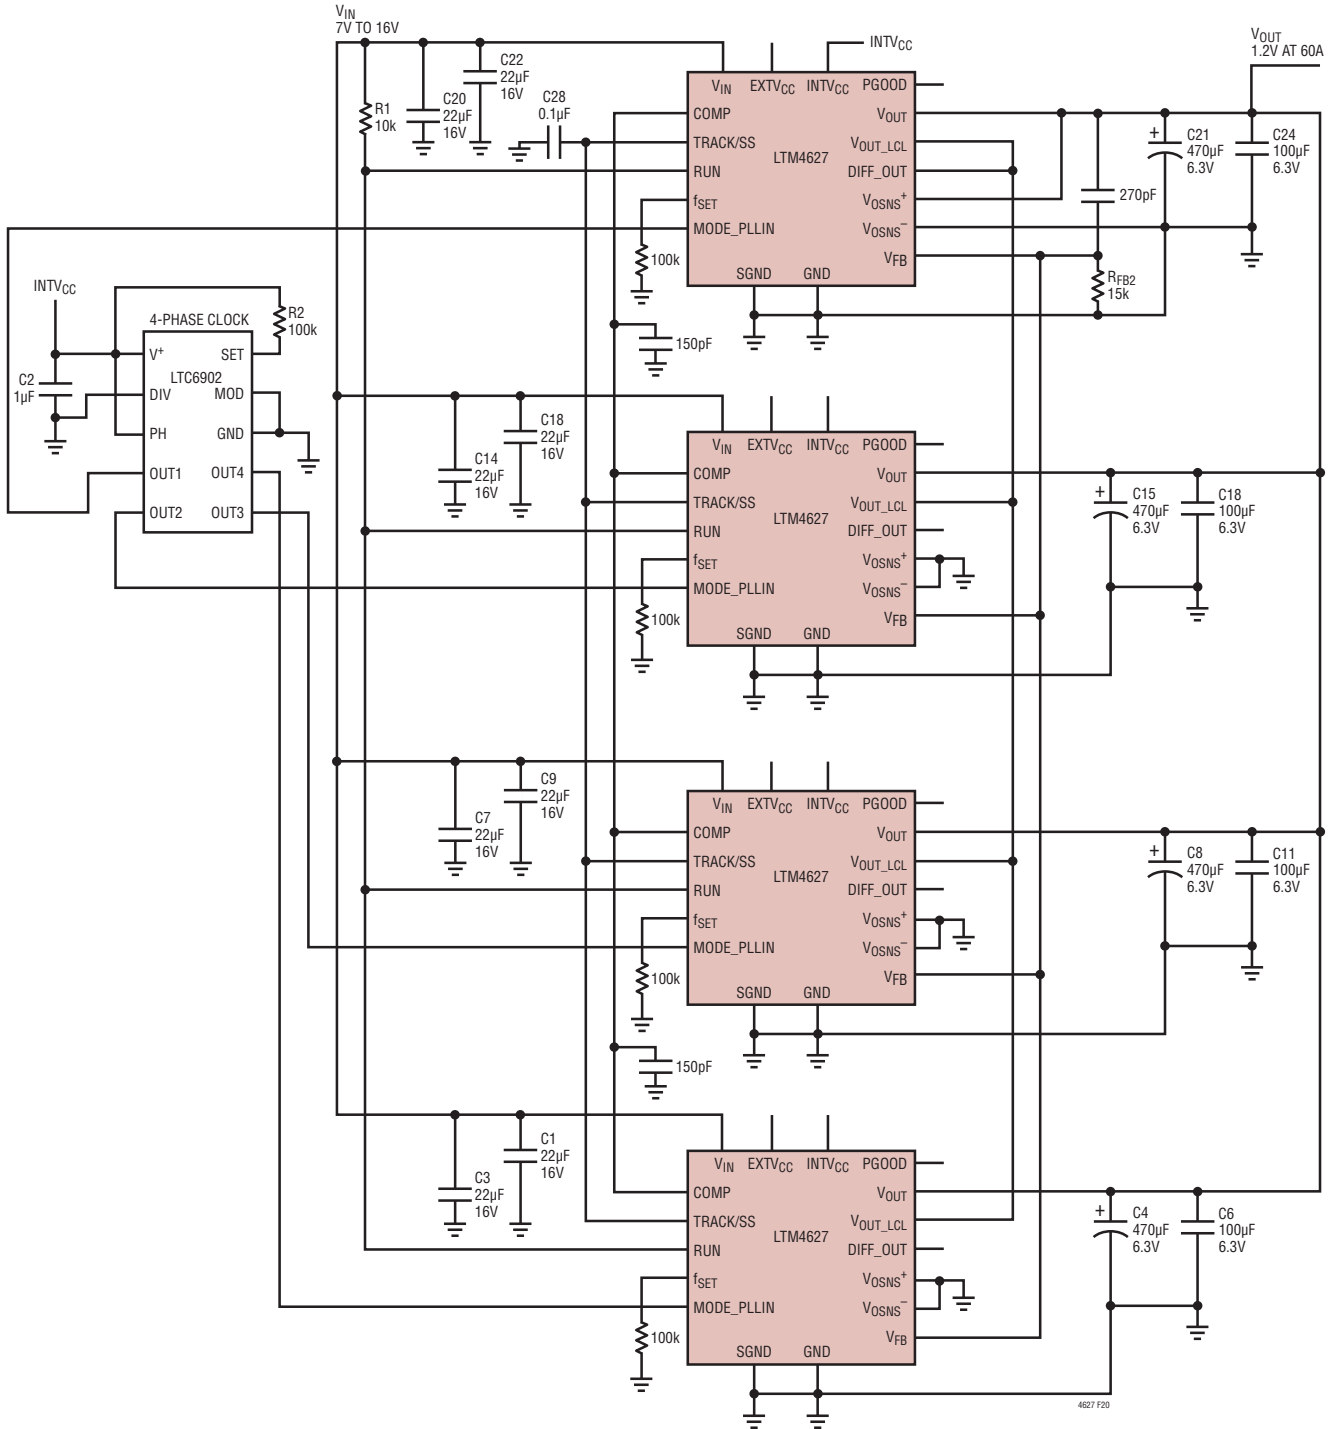 VIN
7V TO 16V
C22
22µF
16V
C20
22µF
16V
R1
10k
C28
0.1µF
INTVCC
VOUT
1.2V AT 60A
VIN
EXTVCC
INTVCC
PGOOD
COMP
VOUT
TRACK/SS
VOUT_LCL
LTM4627
RUN
DIFF_OUT
fSET
VOSNS+
MODE_PLLIN
VOSNS–
VFB
SGND
GND
100k
150pF
+
C21
470µF
6.3V
C24
100µF
6.3V
270pF
RFB2
15k
INTVCC
C2
1µF
R2
100k
4-PHASE CLOCK
V+
SET
LTC6902
DIV
MOD
PH
GND
OUT1
OUT4
OUT2
OUT3
C18
22µF
16V
C14
22µF
16V
VIN
EXTVCC
INTVCC
PGOOD
COMP
VOUT
TRACK/SS
VOUT_LCL
LTM4627
RUN
DIFF_OUT
fSET
VOSNS+
MODE_PLLIN
VOSNS–
VFB
SGND
GND
100k
+
C15
470µF
6.3V
C18
100µF
6.3V
C9
22µF
16V
C7
22µF
16V
VIN
EXTVCC
INTVCC
PGOOD
COMP
VOUT
TRACK/SS
VOUT_LCL
LTM4627
RUN
DIFF_OUT
fSET
VOSNS+
MODE_PLLIN
VOSNS–
VFB
SGND
GND
100k
150pF
+
C8
470µF
6.3V
C11
100µF
6.3V
C1
22µF
16V
C3
22µF
16V
VIN
EXTVCC
INTVCC
PGOOD
COMP
VOUT
TRACK/SS
VOUT_LCL
LTM4627
RUN
DIFF_OUT
fSET
VOSNS+
MODE_PLLIN
VOSNS–
VFB
SGND
GND
100k
+
C4
470µF
6.3V
C6
100µF
6.3V
4627 F20